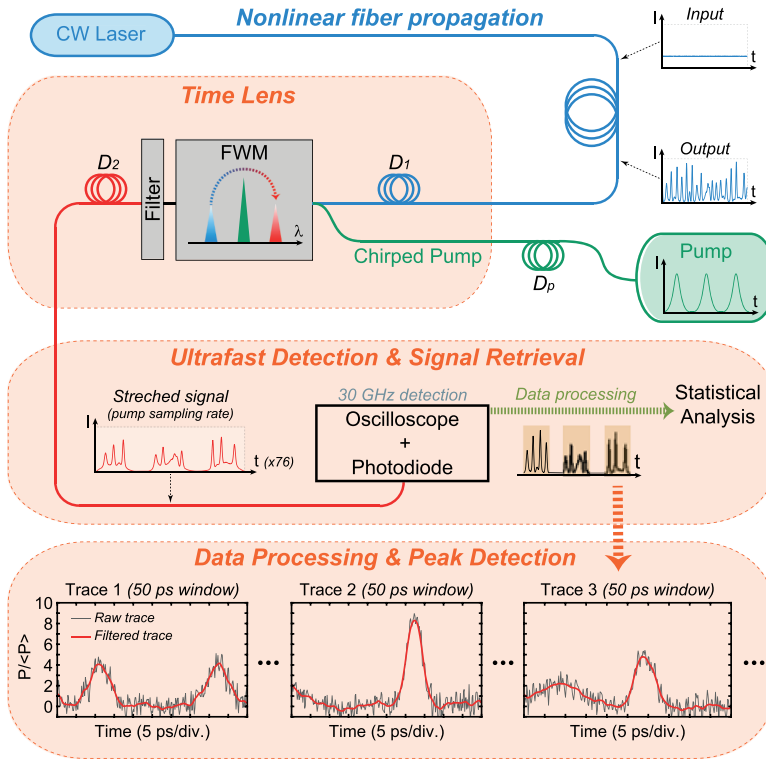 Nonlinear fiber propagation
CW Laser
Input
I
t
Time Lens
Output
I
t
D2
Filter
FWM
λ
D1
Chirped Pump
Dp
Pump
I
t
Ultrafast Detection & Signal Retrieval
Streched signal
(pump sampling rate)
I
t (x76)
30 GHz detection
Oscilloscope
+
Photodiode
Data processing
I
t
Statistical
Analysis
Data Processing & Peak Detection
Trace 1 (50 ps window)
Trace 2 (50 ps window)
Trace 3 (50 ps window)
P/<P>
10
8
6
4
2
0
Raw trace
Filtered trace
•••
•••
•••
Time (5 ps/div.)
Time (5 ps/div.)
Time (5 ps/div.)